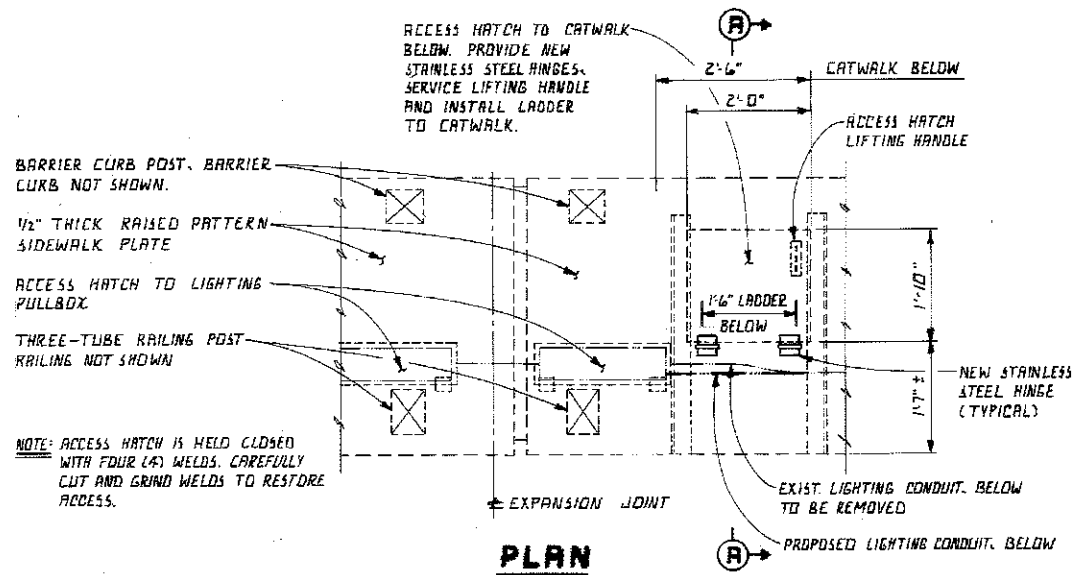 ACCESS HATCH TO CATWALK
BELOW. PROVIDE NEW
STAINLESS STEEL HINGES,
SERVICE LIFTING HANDLE
AND INSTALL LADDER
TO CATWALK.
A
2'-6"
CATWALK BELOW
2'-0"
ACCESS HATCH
LIFTING HANDLE
BARRIER CURB POST. BARRIER
CURB NOT SHOWN.
1/2" THICK RAISED PATTERN
SIDEWALK PLATE
ACCESS HATCH TO LIGHTING
PULLBOX
THREE-TUBE RAILING POST
RAILING NOT SHOWN
1'-6" LADDER
BELOW
1'-10"
1'-7" ±
NEW STAINLESS
STEEL HINGE
(TYPICAL)
NOTE: ACCESS HATCH IS HELD CLOSED
WITH FOUR (4) WELDS. CAREFULLY
CUT AND GRIND WELDS TO RESTORE
ACCESS.
EXPANSION JOINT
EXIST. LIGHTING CONDUIT. BELOW
TO BE REMOVED
PROPOSED LIGHTING CONDUIT. BELOW
A
PLAN